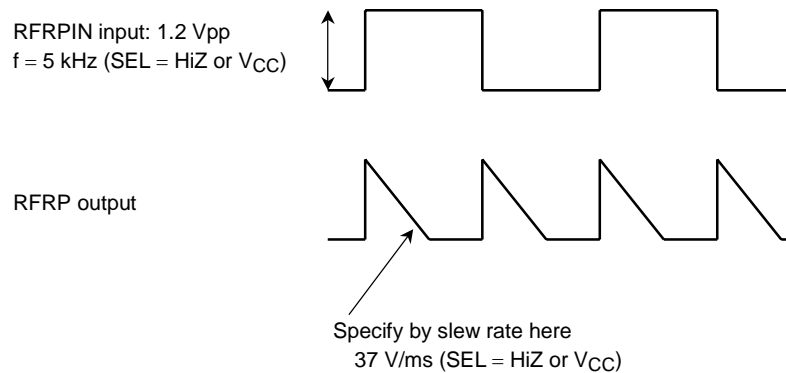 RFRPIN input: 1.2 Vpp
f = 5 kHz (SEL = HiZ or VCC)
RFRP output
Specify by slew rate here
37 V/ms (SEL = HiZ or VCC)